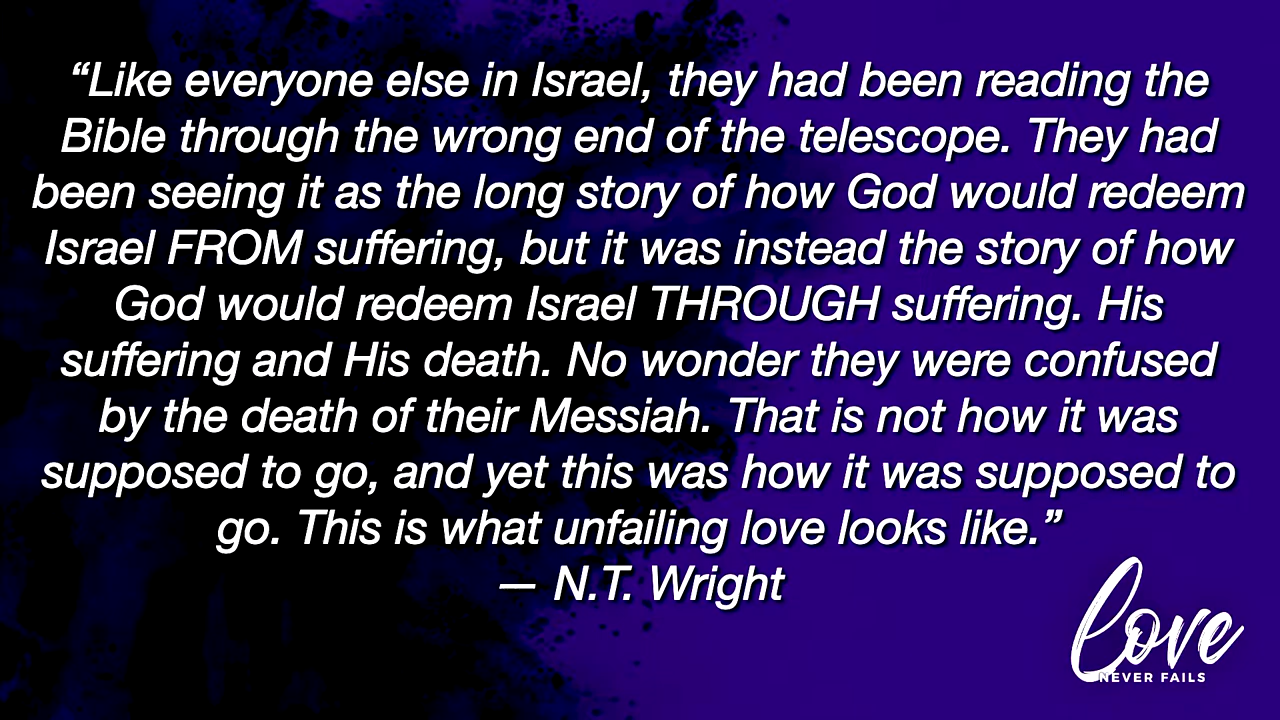 “Like everyone else in Israel, they had been reading the
Bible through the wrong end of the telescope. They had
been seeing it as the long story of how God would redeem
Israel FROM suffering, but it was instead the story of how
God would redeem Israel THROUGH suffering. His
suffering and His death. No wonder they were confused
by the death of their Messiah. That is not how it was
supposed to go, and yet this was how it was supposed to
go. This is what unfailing love looks like.”
— N.T. Wright
Love
NEVER FAILS